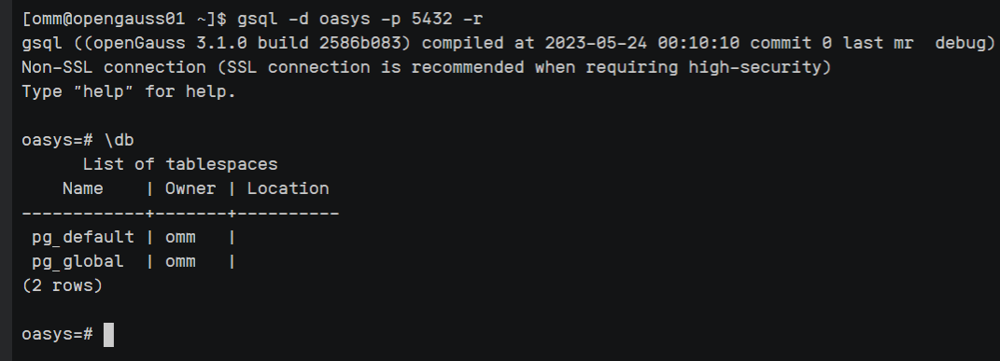 [omm@opengauss01 ~]$ gsql -d oasys -p 5432 -r
gsql ((openGauss 3.1.0 build 2586b083) compiled at 2023-05-24 00:10:10 commit 0 last mr  debug)
Non-SSL connection (SSL connection is recommended when requiring high-security)
Type "help" for help.

oasys=# \db
      List of tablespaces
    Name    | Owner | Location
------------+-------+----------
 pg_default | omm   |
 pg_global  | omm   |
(2 rows)

oasys=#